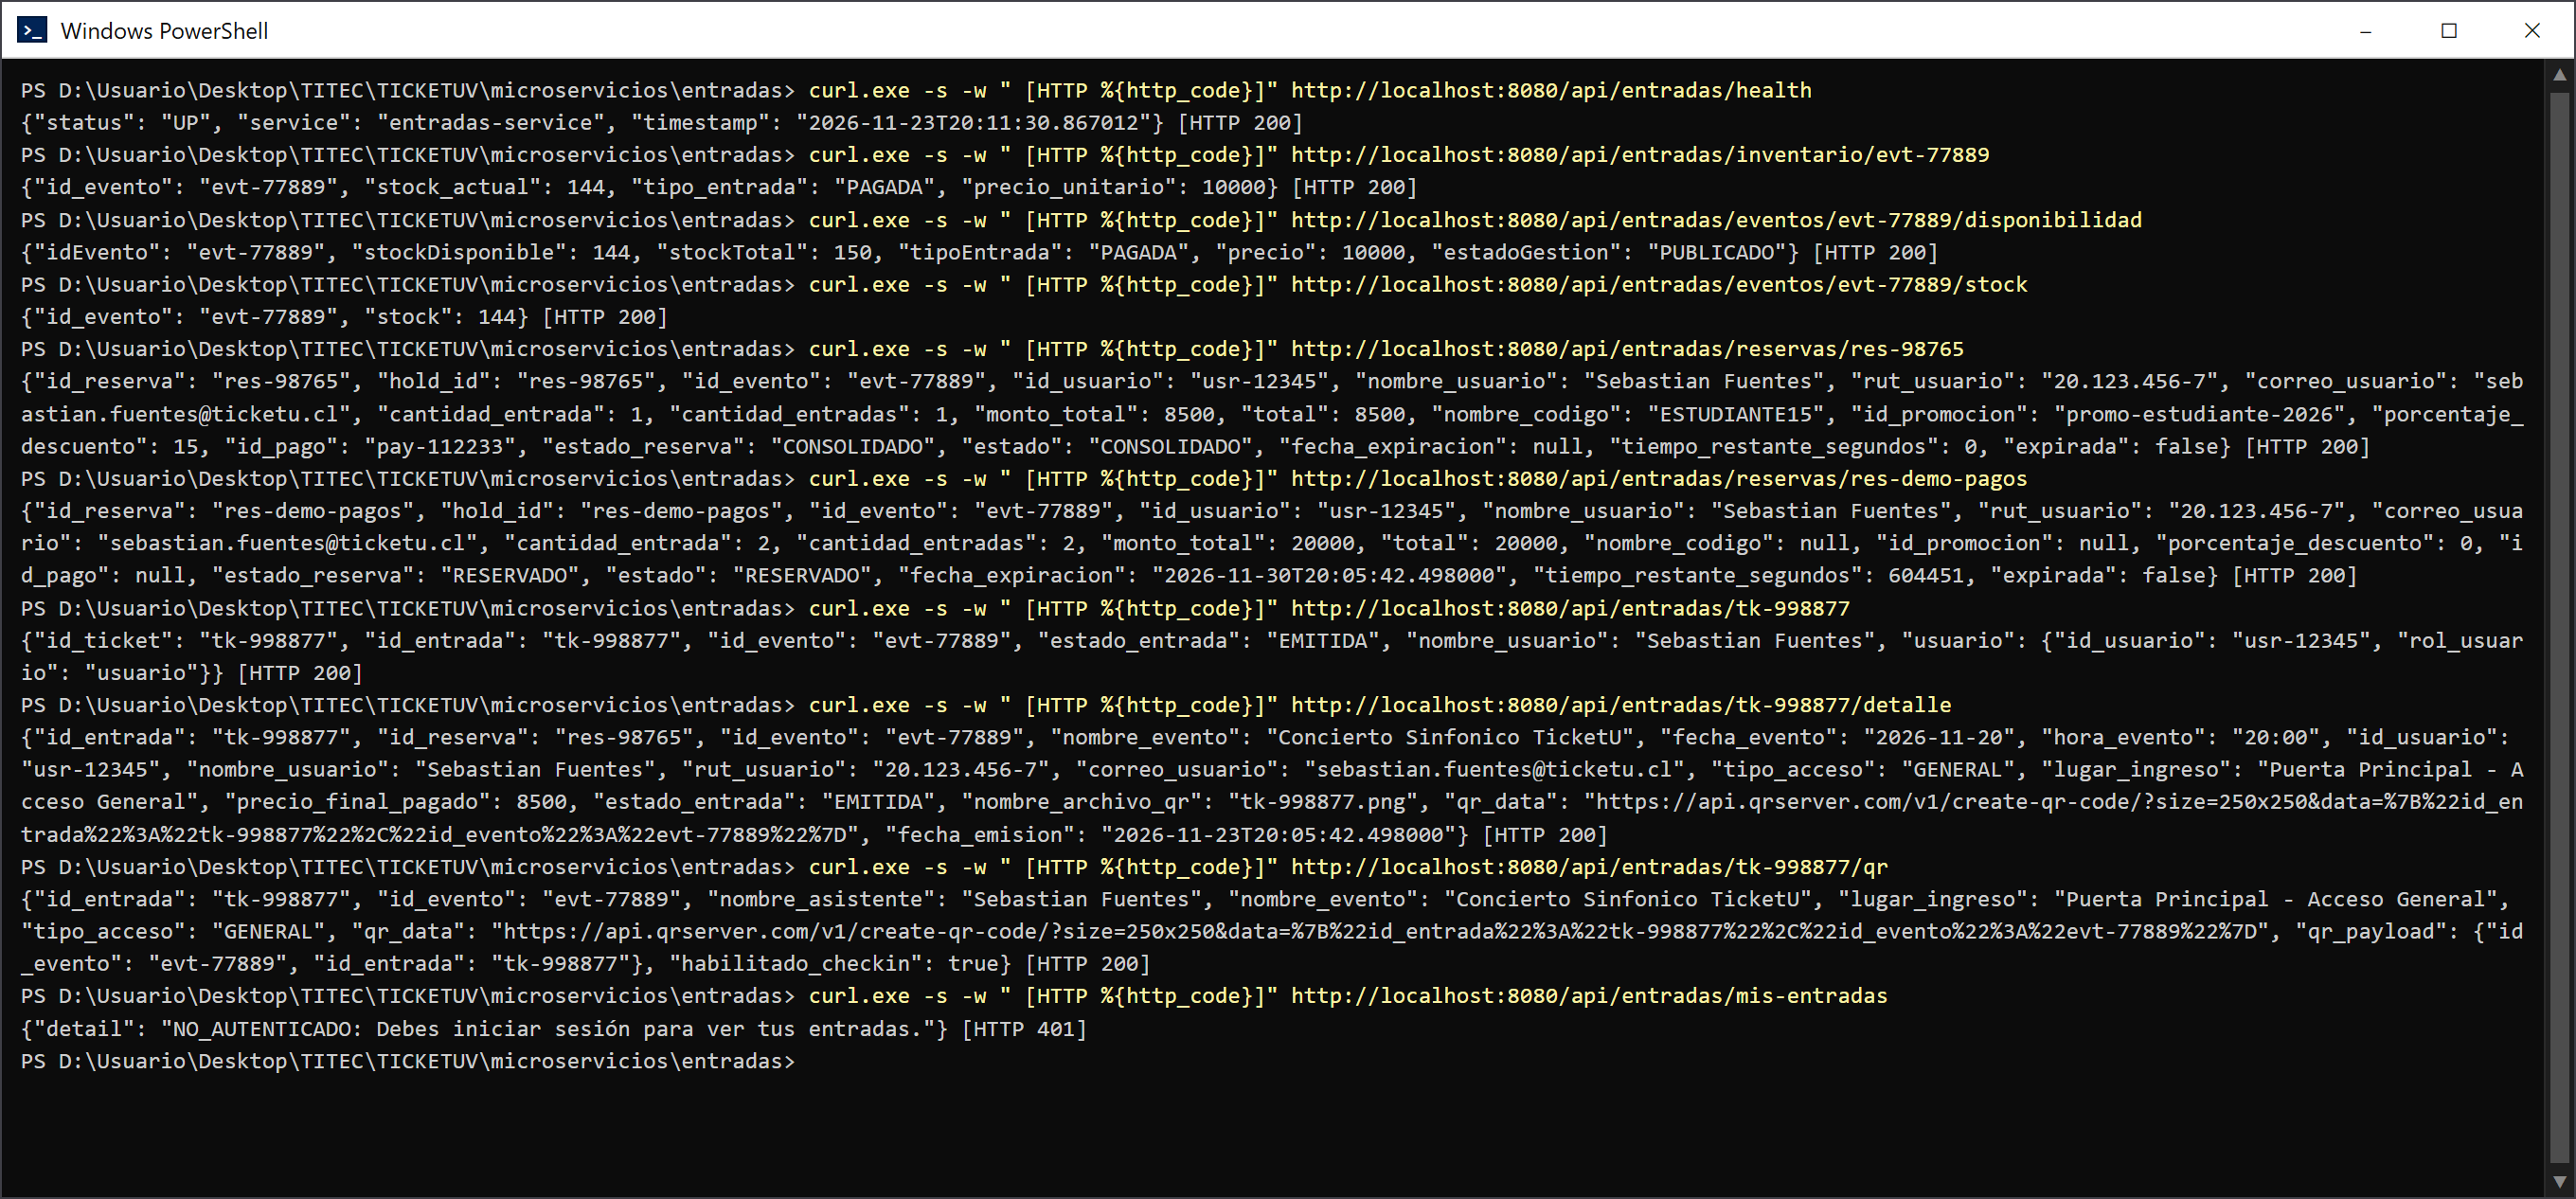 Windows PowerShell
PS D:\Usuario\Desktop\TITEC\TICKETUV\microservicios\entradas> curl.exe -s -w " [HTTP %{http_code}]" http://localhost:8080/api/entradas/health
{"status": "UP", "service": "entradas-service", "timestamp": "2026-11-23T20:11:30.867012"} [HTTP 200]
PS D:\Usuario\Desktop\TITEC\TICKETUV\microservicios\entradas> curl.exe -s -w " [HTTP %{http_code}]" http://localhost:8080/api/entradas/inventario/evt-77889
{"id_evento": "evt-77889", "stock_actual": 144, "tipo_entrada": "PAGADA", "precio_unitario": 10000} [HTTP 200]
PS D:\Usuario\Desktop\TITEC\TICKETUV\microservicios\entradas> curl.exe -s -w " [HTTP %{http_code}]" http://localhost:8080/api/entradas/eventos/evt-77889/disponibilidad
{"idEvento": "evt-77889", "stockDisponible": 144, "stockTotal": 150, "tipoEntrada": "PAGADA", "precio": 10000, "estadoGestion": "PUBLICADO"} [HTTP 200]
PS D:\Usuario\Desktop\TITEC\TICKETUV\microservicios\entradas> curl.exe -s -w " [HTTP %{http_code}]" http://localhost:8080/api/entradas/eventos/evt-77889/stock
{"id_evento": "evt-77889", "stock": 144} [HTTP 200]
PS D:\Usuario\Desktop\TITEC\TICKETUV\microservicios\entradas> curl.exe -s -w " [HTTP %{http_code}]" http://localhost:8080/api/entradas/reservas/res-98765
{"id_reserva": "res-98765", "hold_id": "res-98765", "id_evento": "evt-77889", "id_usuario": "usr-12345", "nombre_usuario": "Sebastian Fuentes", "rut_usuario": "20.123.456-7", "correo_usuario": "seb
astian.fuentes@ticketu.cl", "cantidad_entrada": 1, "cantidad_entradas": 1, "monto_total": 8500, "total": 8500, "nombre_codigo": "ESTUDIANTE15", "id_promocion": "promo-estudiante-2026", "porcentaje_
descuento": 15, "id_pago": "pay-112233", "estado_reserva": "CONSOLIDADO", "estado": "CONSOLIDADO", "fecha_expiracion": null, "tiempo_restante_segundos": 0, "expirada": false} [HTTP 200]
PS D:\Usuario\Desktop\TITEC\TICKETUV\microservicios\entradas> curl.exe -s -w " [HTTP %{http_code}]" http://localhost:8080/api/entradas/reservas/res-demo-pagos
{"id_reserva": "res-demo-pagos", "hold_id": "res-demo-pagos", "id_evento": "evt-77889", "id_usuario": "usr-12345", "nombre_usuario": "Sebastian Fuentes", "rut_usuario": "20.123.456-7", "correo_usua
rio": "sebastian.fuentes@ticketu.cl", "cantidad_entrada": 2, "cantidad_entradas": 2, "monto_total": 20000, "total": 20000, "nombre_codigo": null, "id_promocion": null, "porcentaje_descuento": 0, "i
d_pago": null, "estado_reserva": "RESERVADO", "estado": "RESERVADO", "fecha_expiracion": "2026-11-30T20:05:42.498000", "tiempo_restante_segundos": 604451, "expirada": false} [HTTP 200]
PS D:\Usuario\Desktop\TITEC\TICKETUV\microservicios\entradas> curl.exe -s -w " [HTTP %{http_code}]" http://localhost:8080/api/entradas/tk-998877
{"id_ticket": "tk-998877", "id_entrada": "tk-998877", "id_evento": "evt-77889", "estado_entrada": "EMITIDA", "nombre_usuario": "Sebastian Fuentes", "usuario": {"id_usuario": "usr-12345", "rol_usuar
io": "usuario"}} [HTTP 200]
PS D:\Usuario\Desktop\TITEC\TICKETUV\microservicios\entradas> curl.exe -s -w " [HTTP %{http_code}]" http://localhost:8080/api/entradas/tk-998877/detalle
{"id_entrada": "tk-998877", "id_reserva": "res-98765", "id_evento": "evt-77889", "nombre_evento": "Concierto Sinfonico TicketU", "fecha_evento": "2026-11-20", "hora_evento": "20:00", "id_usuario":
"usr-12345", "nombre_usuario": "Sebastian Fuentes", "rut_usuario": "20.123.456-7", "correo_usuario": "sebastian.fuentes@ticketu.cl", "tipo_acceso": "GENERAL", "lugar_ingreso": "Puerta Principal - A
cceso General", "precio_final_pagado": 8500, "estado_entrada": "EMITIDA", "nombre_archivo_qr": "tk-998877.png", "qr_data": "https://api.qrserver.com/v1/create-qr-code/?size=250x250&data=%7B%22id_en
trada%22%3A%22tk-998877%22%2C%22id_evento%22%3A%22evt-77889%22%7D", "fecha_emision": "2026-11-23T20:05:42.498000"} [HTTP 200]
PS D:\Usuario\Desktop\TITEC\TICKETUV\microservicios\entradas> curl.exe -s -w " [HTTP %{http_code}]" http://localhost:8080/api/entradas/tk-998877/qr
{"id_entrada": "tk-998877", "id_evento": "evt-77889", "nombre_asistente": "Sebastian Fuentes", "nombre_evento": "Concierto Sinfonico TicketU", "lugar_ingreso": "Puerta Principal - Acceso General",
"tipo_acceso": "GENERAL", "qr_data": "https://api.qrserver.com/v1/create-qr-code/?size=250x250&data=%7B%22id_entrada%22%3A%22tk-998877%22%2C%22id_evento%22%3A%22evt-77889%22%7D", "qr_payload": {"id
_evento": "evt-77889", "id_entrada": "tk-998877"}, "habilitado_checkin": true} [HTTP 200]
PS D:\Usuario\Desktop\TITEC\TICKETUV\microservicios\entradas> curl.exe -s -w " [HTTP %{http_code}]" http://localhost:8080/api/entradas/mis-entradas
{"detail": "NO_AUTENTICADO: Debes iniciar sesión para ver tus entradas."} [HTTP 401]
PS D:\Usuario\Desktop\TITEC\TICKETUV\microservicios\entradas>